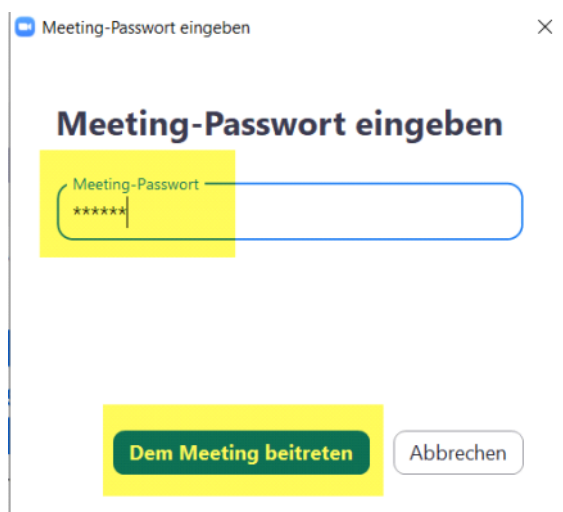 Meeting-Passwort eingeben
Meeting-Passwort eingeben
Meeting-Passwort
******
Dem Meeting beitreten
Abbrechen